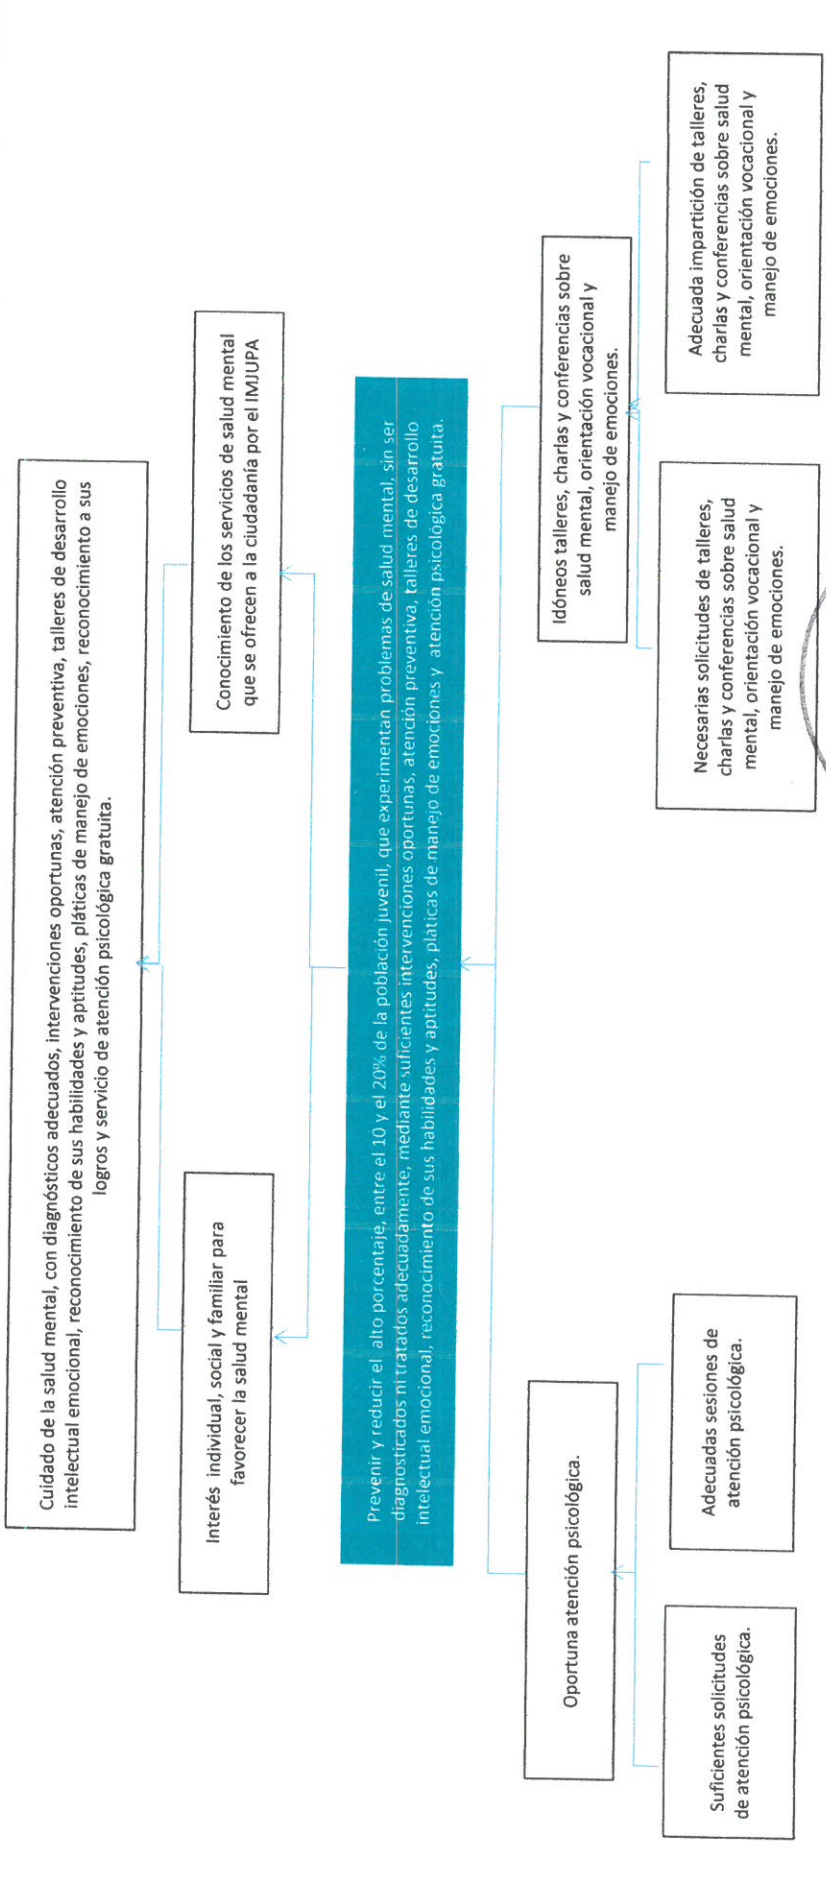 Cuidado de la salud mental, con diagnósticos adecuados, intervenciones oportunas, atención preventiva, talleres de desarrollo
intelectual emocional, reconocimiento de sus habilidades y aptitudes, pláticas de manejo de emociones, reconocimiento a sus
logros y servicio de atención psicológica gratuita.
Interés individual, social y familiar para
favorecer la salud mental
Conocimiento de los servicios de salud mental
que se ofrecen a la ciudadanía por el IMJUPA
Prevenir y reducir el alto porcentaje, entre el 10 y el 20% de la población juvenil, que experimentan problemas de salud mental, sin ser
diagnosticados ni tratados adecuadamente, mediante suficientes intervenciones oportunas, atención preventiva, talleres de desarrollo
intelectual emocional, reconocimiento de sus habilidades y aptitudes, pláticas de manejo de emociones y atención psicológica gratuita.
Oportuna atención psicológica.
Idóneos talleres, charlas y conferencias sobre
salud mental, orientación vocacional y
manejo de emociones.
Suficientes solicitudes
de atención psicológica.
Adecuadas sesiones de
atención psicológica.
Necesarias solicitudes de talleres,
charlas y conferencias sobre salud
mental, orientación vocacional y
manejo de emociones.
Adecuada impartición de talleres,
charlas y conferencias sobre salud
mental, orientación vocacional y
manejo de emociones.